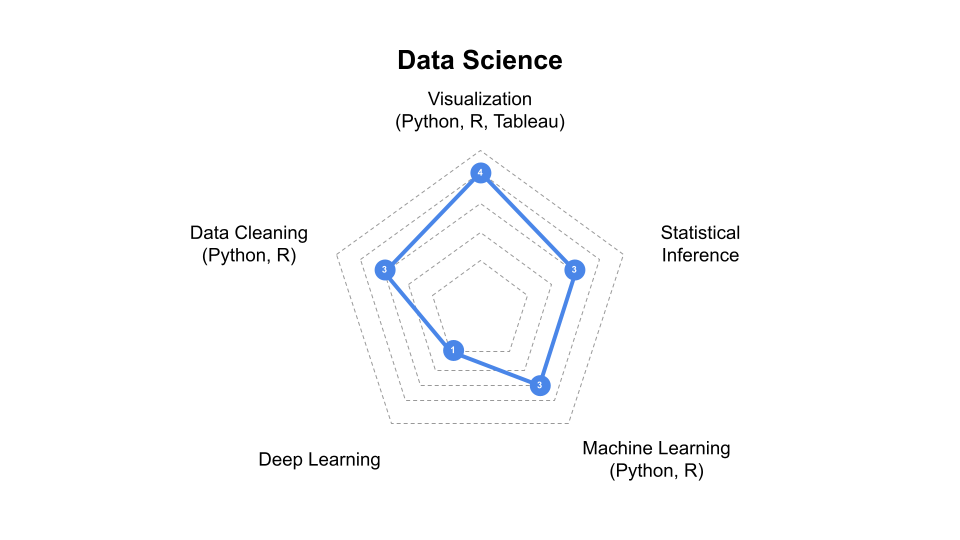 Data Science
Visualization
(Python, R, Tableau)
4
Data Cleaning
(Python, R)
Statistical
Inference
3
3
1
3
Deep Learning
Machine Learning
(Python, R)